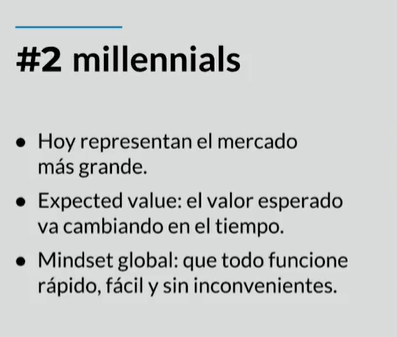 #2 millennials
● Hoy representan el mercado
más grande.
● Expected value: el valor esperado
va cambiando en el tiempo.
● Mindset global: que todo funcione
rápido, fácil y sin inconvenientes.